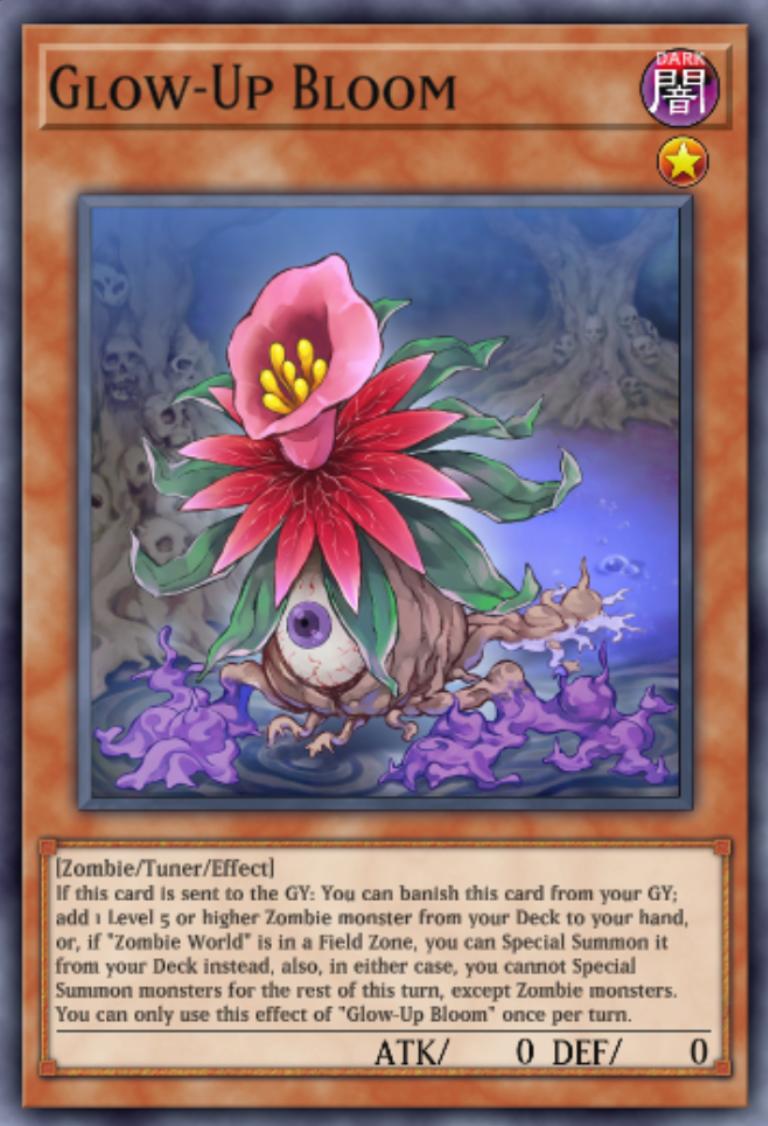 Glow-Up Bloom
DARK
闇
[Zombie/Tuner/Effect]
If this card is sent to the GY: You can banish this card from your GY;
add 1 Level 5 or higher Zombie monster from your Deck to your hand,
or, if "Zombie World" is in a Field Zone, you can Special Summon it
from your Deck instead, also, in either case, you cannot Special
Summon monsters for the rest of this turn, except Zombie monsters.
You can only use this effect of "Glow-Up Bloom" once per turn.
ATK/ 0 DEF/ 0